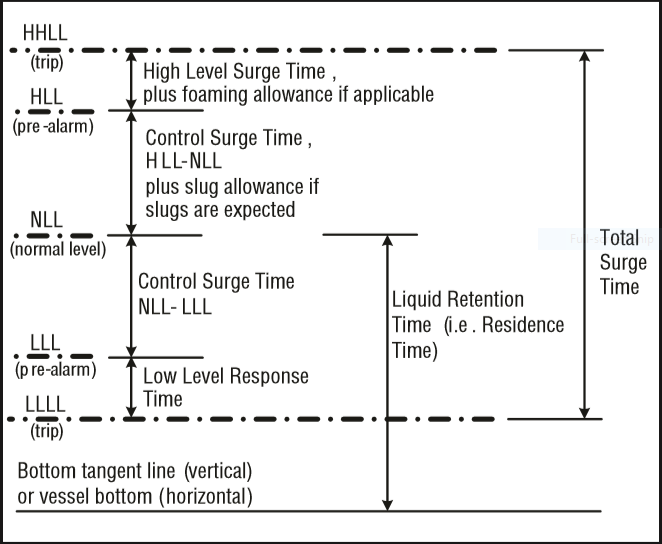 HHLL
(trip)
High Level Surge Time ,
plus foaming allowance if applicable
HLL
(pre-alarm)
Control Surge Time ,
HLL-NLL
plus slug allowance if
slugs are expected
NLL
(normal level)
Total
Surge
Time
Control Surge Time
NLL- LLL
Liquid Retention
Time (i.e . Residence
Time)
LLL
(pre-alarm)
Low Level Response
Time
LLLL
(trip)
Bottom tangent line (vertical)
or vessel bottom (horizontal)